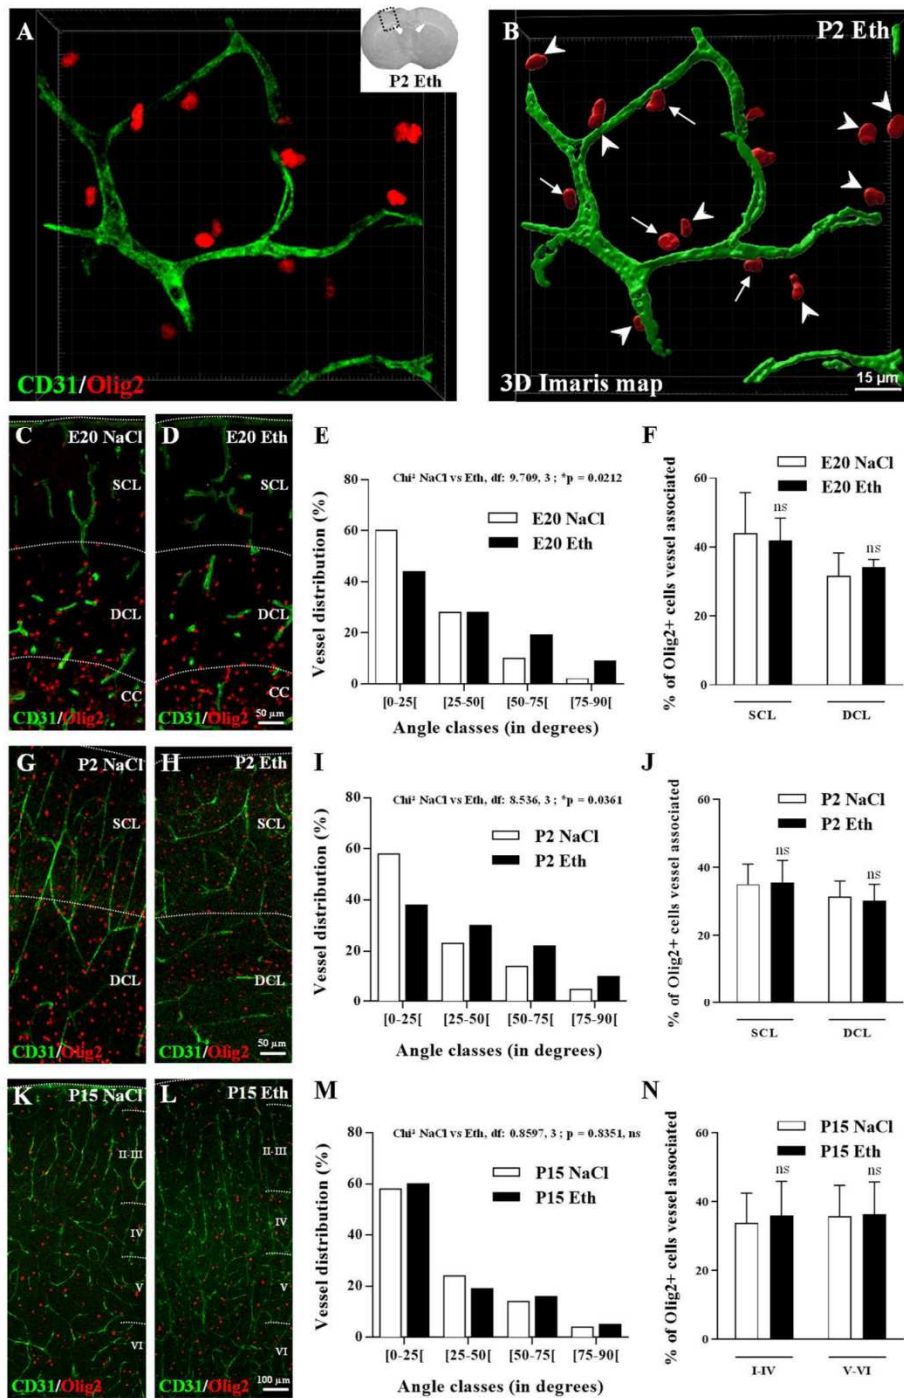 A
P2 Eth
CD31/Olig2
B
P2 Eth
3D Imaris map
15 µm
C
E20 NaCl
SCL
DCL
CC
CD31/Olig2
D
E20 Eth
SCL
DCL
CC
CD31/Olig2
50 µm
E
Chi² NaCl vs Eth, df: 9.709, 3 ; *p = 0.0212
E20 NaCl
E20 Eth
Vessel distribution (%)
80
60
40
20
0
[0-25[ [25-50[ [50-75[ [75-90[
Angle classes (in degrees)
F
E20 NaCl
E20 Eth
% of Olig2+ cells vessel associated
60
40
20
0
ns
ns
SCL DCL
G
P2 NaCl
SCL
DCL
CD31/Olig2
H
P2 Eth
SCL
DCL
CD31/Olig2
50 µm
I
Chi² NaCl vs Eth, df: 8.536, 3 ; *p = 0.0361
P2 NaCl
P2 Eth
Vessel distribution (%)
80
60
40
20
0
[0-25[ [25-50[ [50-75[ [75-90[
Angle classes (in degrees)
J
P2 NaCl
P2 Eth
% of Olig2+ cells vessel associated
60
40
20
0
ns
ns
SCL DCL
K
P15 NaCl
II-III
IV
V
VI
CD31/Olig2
L
P15 Eth
II-III
IV
V
VI
CD31/Olig2
100 µm
M
Chi² NaCl vs Eth, df: 0.8597, 3 ; p = 0.8351, ns
P15 NaCl
P15 Eth
Vessel distribution (%)
80
60
40
20
0
[0-25[ [25-50[ [50-75[ [75-90[
Angle classes (in degrees)
N
P15 NaCl
P15 Eth
% of Olig2+ cells vessel associated
60
40
20
0
ns
ns
I-IV V-VI